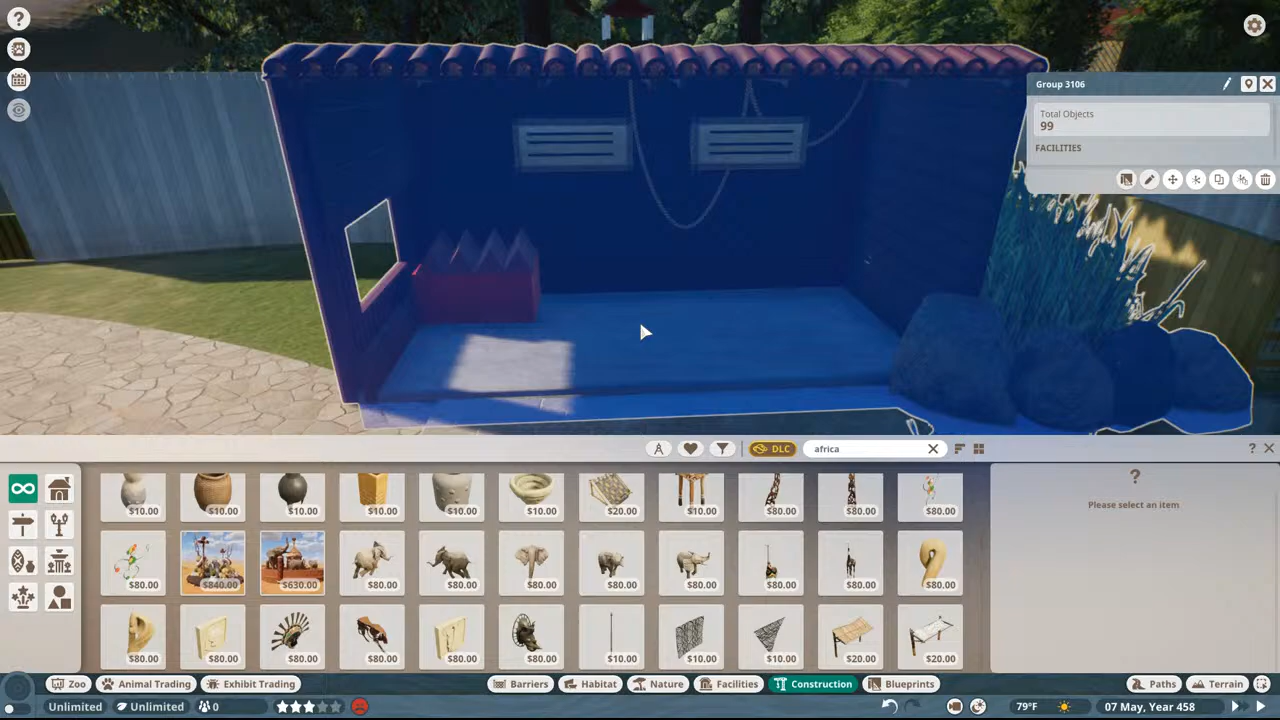 ?
Group 3106
Total Objects
99
FACILITIES
DLC
africa
?
$10.00 $10.00 $10.00 $10.00 $10.00 $10.00 $20.00 $10.00 $80.00 $80.00 $80.00
?
Please select an item
$80.00 $840.00 $630.00 $80.00 $80.00 $80.00 $80.00 $80.00 $80.00 $80.00 $80.00
$80.00 $80.00 $80.00 $80.00 $80.00 $80.00 $10.00 $10.00 $10.00 $20.00 $20.00
Zoo Animal Trading Exhibit Trading Barriers Habitat Nature Facilities Construction Blueprints Paths Terrain
Unlimited Unlimited 0 79°F 07 May, Year 458